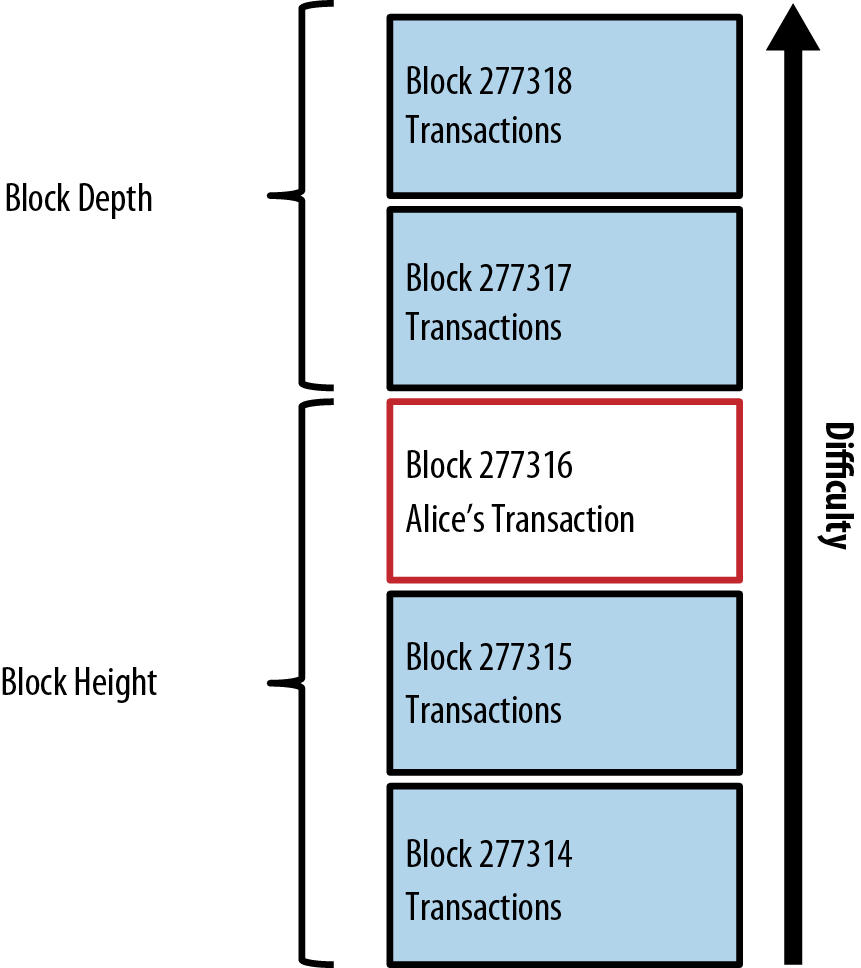 Block 277318
Transactions
Block Depth
Block 277317
Transactions
Block 277316
Alice’s Transaction
Difficulty
Block 277315
Transactions
Block Height
Block 277314
Transactions